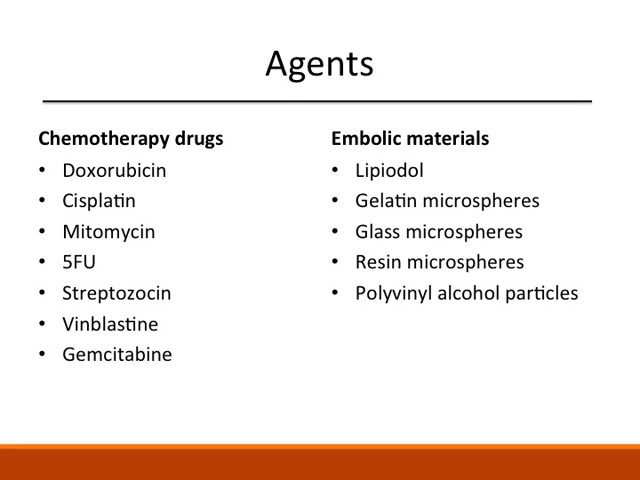 Agents
Chemotherapy drugs
• Doxorubicin
• Cisplatin
• Mitomycin
• 5FU
• Streptozocin
• Vinblastine
• Gemcitabine
Embolic materials
• Lipiodol
• Gelatin microspheres
• Glass microspheres
• Resin microspheres
• Polyvinyl alcohol particles